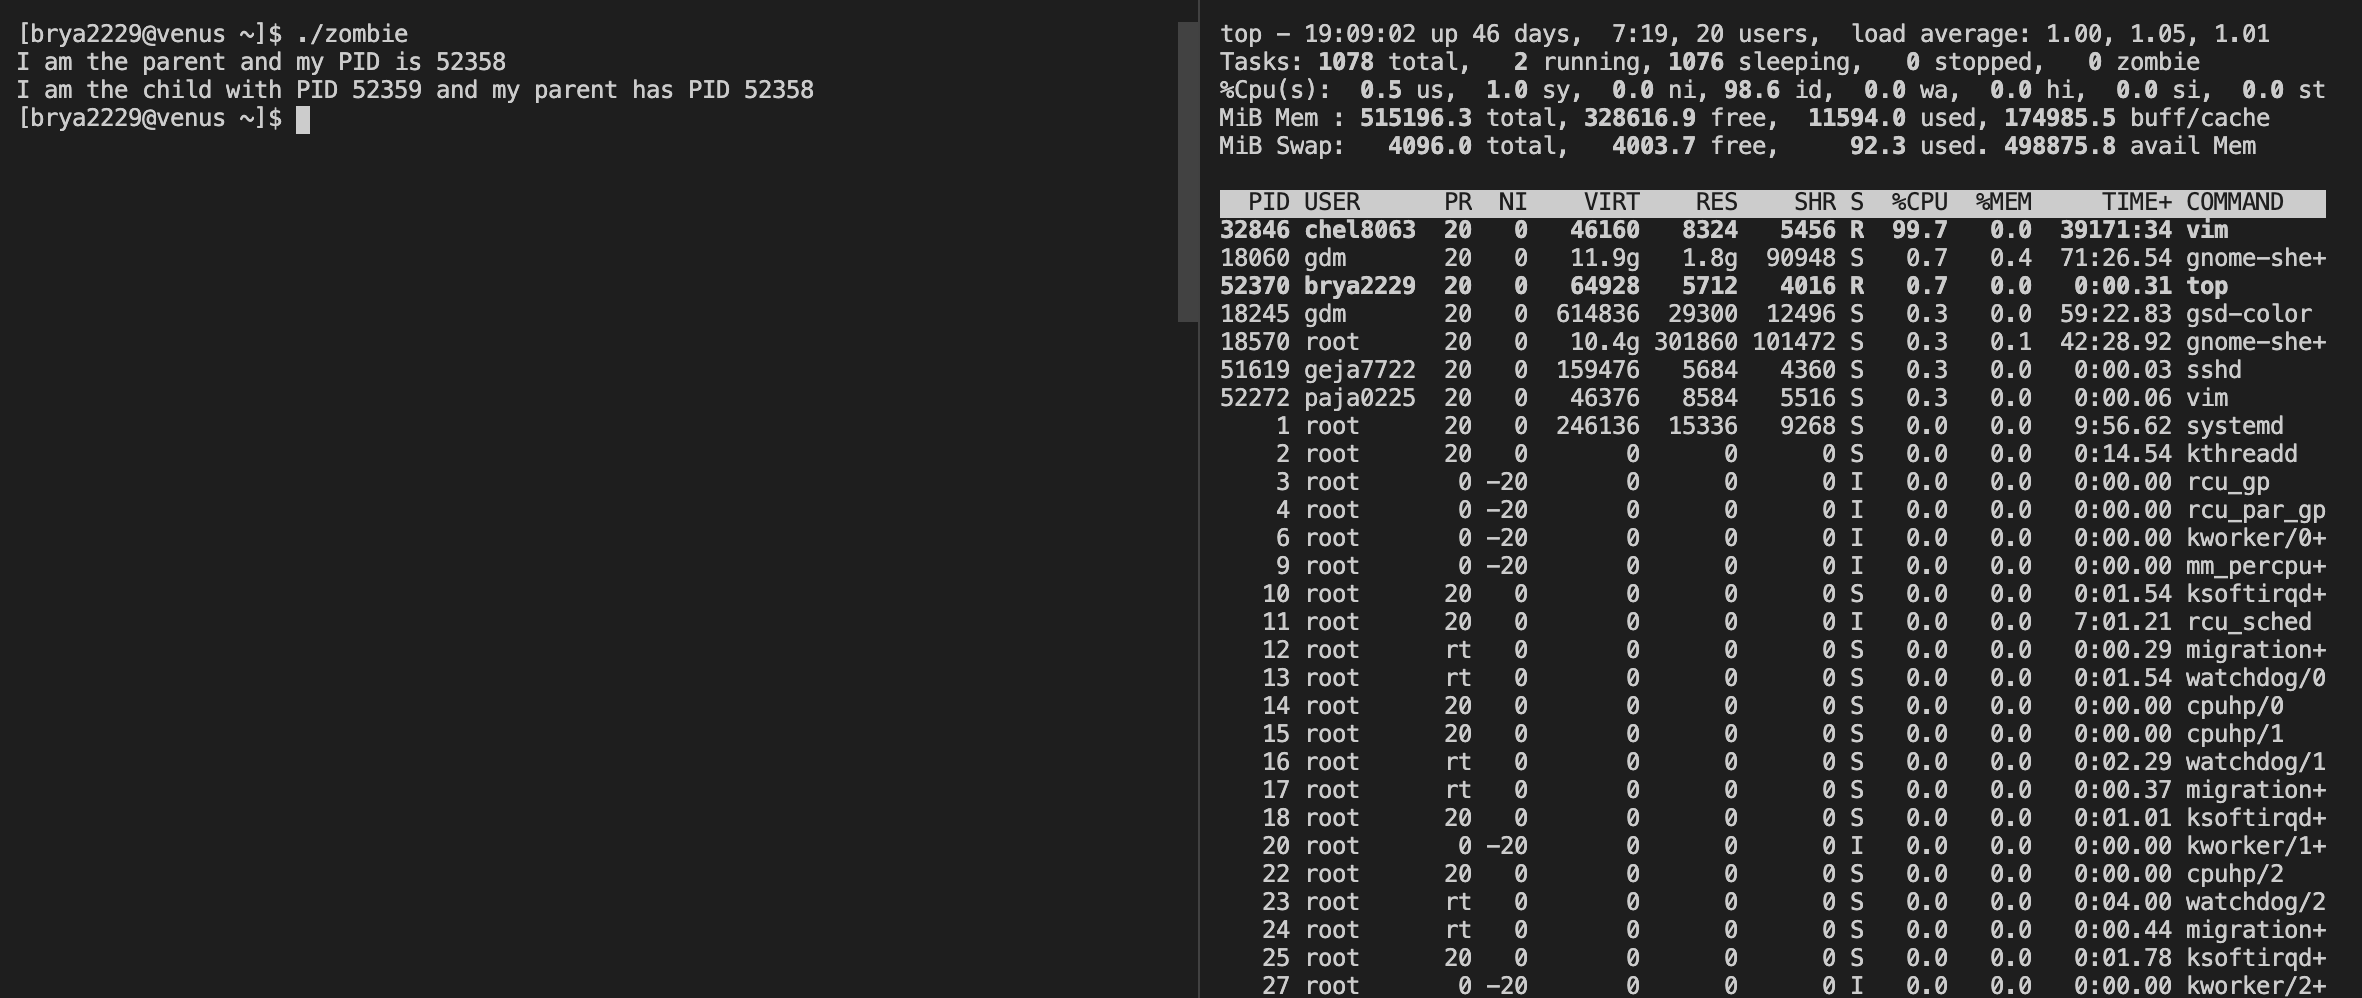 [brya2229@venus ~]$ ./zombie
I am the parent and my PID is 52358
I am the child with PID 52359 and my parent has PID 52358
[brya2229@venus ~]$
top - 19:09:02 up 46 days,  7:19, 20 users,  load average: 1.00, 1.05, 1.01
Tasks: 1078 total,   2 running, 1076 sleeping,   0 stopped,   0 zombie
%Cpu(s):  0.5 us,  1.0 sy,  0.0 ni, 98.6 id,  0.0 wa,  0.0 hi,  0.0 si,  0.0 st
MiB Mem : 515196.3 total, 328616.9 free,  11594.0 used, 174985.5 buff/cache
MiB Swap:   4096.0 total,   4003.7 free,     92.3 used. 498875.8 avail Mem
PID USER PR NI VIRT RES SHR S %CPU %MEM TIME+ COMMAND
32846 chel8063 20 0 46160 8324 5456 R 99.7 0.0 39171:34 vim
18060 gdm 20 0 11.9g 1.8g 90948 S 0.7 0.4 71:26.54 gnome-she+
52370 brya2229 20 0 64928 5712 4016 R 0.7 0.0 0:00.31 top
18245 gdm 20 0 614836 29300 12496 S 0.3 0.0 59:22.83 gsd-color
18570 root 20 0 10.4g 301860 101472 S 0.3 0.1 42:28.92 gnome-she+
51619 geja7722 20 0 159476 5684 4360 S 0.3 0.0 0:00.03 sshd
52272 paja0225 20 0 46376 8584 5516 S 0.3 0.0 0:00.06 vim
1 root 20 0 246136 15336 9268 S 0.0 0.0 9:56.62 systemd
2 root 20 0 0 0 0 S 0.0 0.0 0:14.54 kthreadd
3 root 0 -20 0 0 0 I 0.0 0.0 0:00.00 rcu_gp
4 root 0 -20 0 0 0 I 0.0 0.0 0:00.00 rcu_par_gp
6 root 0 -20 0 0 0 I 0.0 0.0 0:00.00 kworker/0+
9 root 0 -20 0 0 0 I 0.0 0.0 0:00.00 mm_percpu+
10 root 20 0 0 0 0 S 0.0 0.0 0:01.54 ksoftirqd+
11 root 20 0 0 0 0 I 0.0 0.0 7:01.21 rcu_sched
12 root rt 0 0 0 0 S 0.0 0.0 0:00.29 migration+
13 root rt 0 0 0 0 S 0.0 0.0 0:01.54 watchdog/0
14 root 20 0 0 0 0 S 0.0 0.0 0:00.00 cpuhp/0
15 root 20 0 0 0 0 S 0.0 0.0 0:00.00 cpuhp/1
16 root rt 0 0 0 0 S 0.0 0.0 0:02.29 watchdog/1
17 root rt 0 0 0 0 S 0.0 0.0 0:00.37 migration+
18 root 20 0 0 0 0 S 0.0 0.0 0:01.01 ksoftirqd+
20 root 0 -20 0 0 0 I 0.0 0.0 0:00.00 kworker/1+
22 root 20 0 0 0 0 S 0.0 0.0 0:00.00 cpuhp/2
23 root rt 0 0 0 0 S 0.0 0.0 0:04.00 watchdog/2
24 root rt 0 0 0 0 S 0.0 0.0 0:00.44 migration+
25 root 20 0 0 0 0 S 0.0 0.0 0:01.78 ksoftirqd+
27 root 0 -20 0 0 0 I 0.0 0.0 0:00.00 kworker/2+